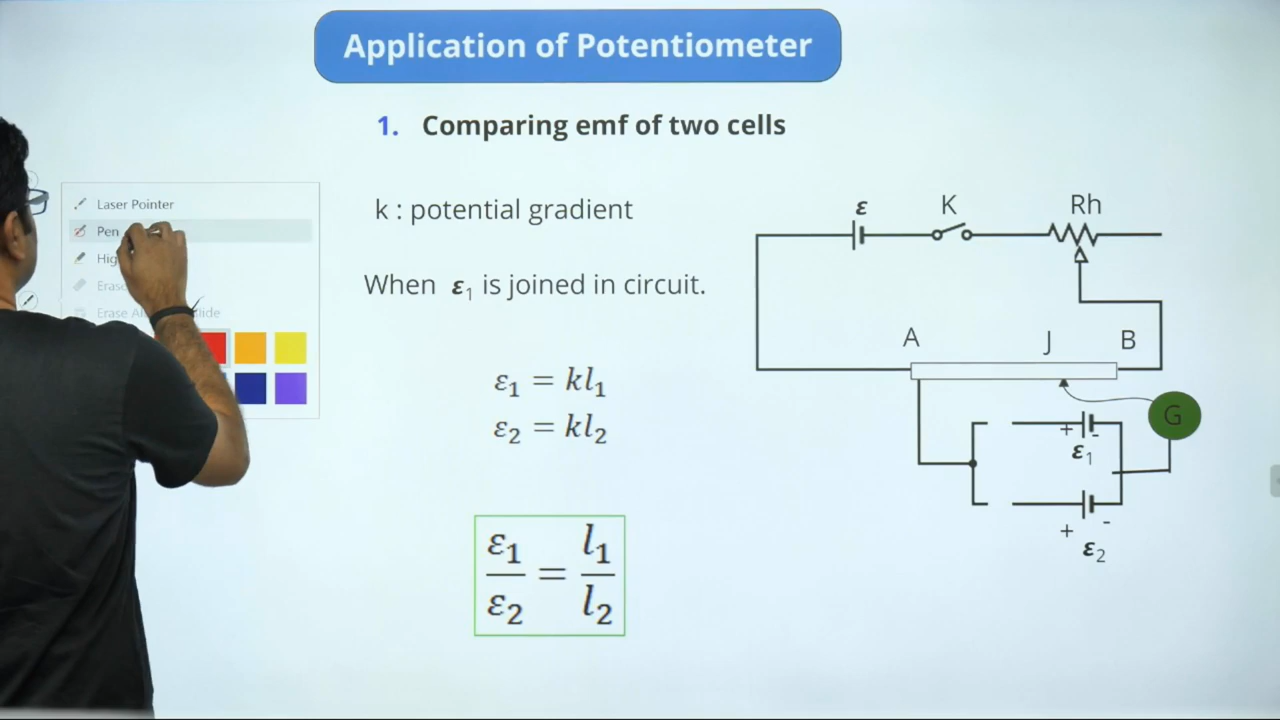 Application of Potentiometer
1. Comparing emf of two cells
Laser Pointer
Pen
k : potential gradient
When ε₁ is joined in circuit.
ε₁ = kl₁
ε₂ = kl₂
ε₁/ε₂ = l₁/l₂
ε K Rh
A J B
G
+ -
ε₁
+ -
ε₂